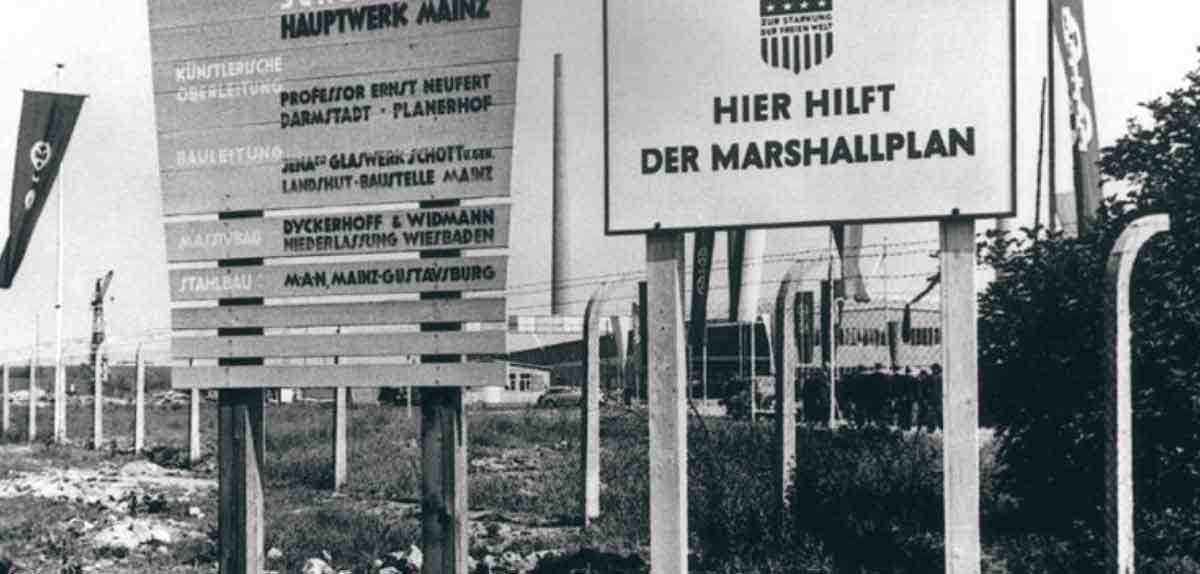 HAUPTWERK MAINZ
KÜNSTLERISCHE
OBERLEITUNG
PROFESSOR ERNST NEUFERT
DARMSTADT · PLANERHOF
BAULEITUNG
JENAER GLASWERK SCHOTT U. GEN.
LANDSHUT-BAUSTELLE MAINZ
MASSIVBAU
DYCKERHOFF & WIDMANN
NIEDERLASSUNG WIESBADEN
STAHLBAU
M·A·N, MAINZ-GUSTAVSBURG
ZUR STÄRKUNG
DER FREIEN WELT
HIER HILFT
DER MARSHALLPLAN